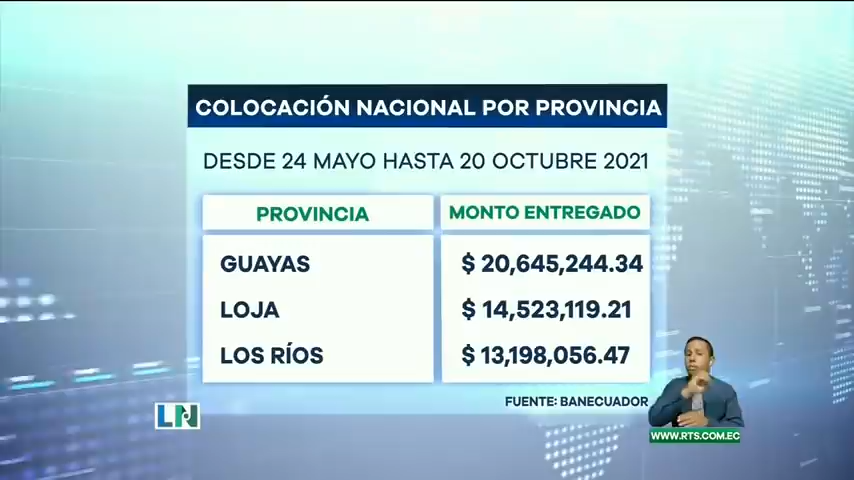 COLOCACIÓN NACIONAL POR PROVINCIA
DESDE 24 MAYO HASTA 20 OCTUBRE 2021
PROVINCIA MONTO ENTREGADO
GUAYAS $ 20,645,244.34
LOJA $ 14,523,119.21
LOS RÍOS $ 13,198,056.47
FUENTE: BANECUADOR
LN
WWW.RTS.COM.EC